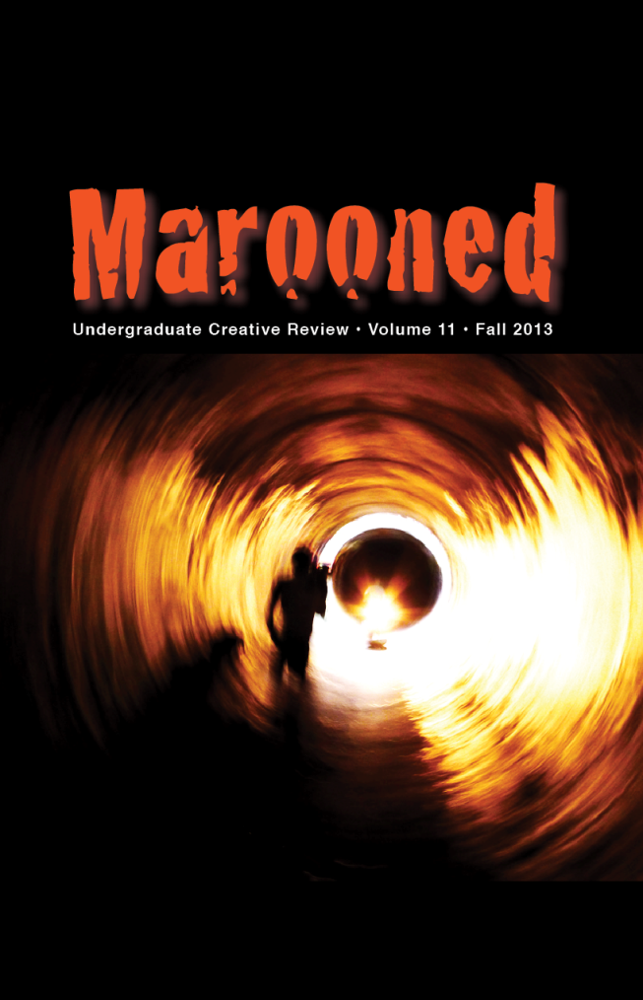 Marooned
Undergraduate Creative Review • Volume 11 • Fall 2013